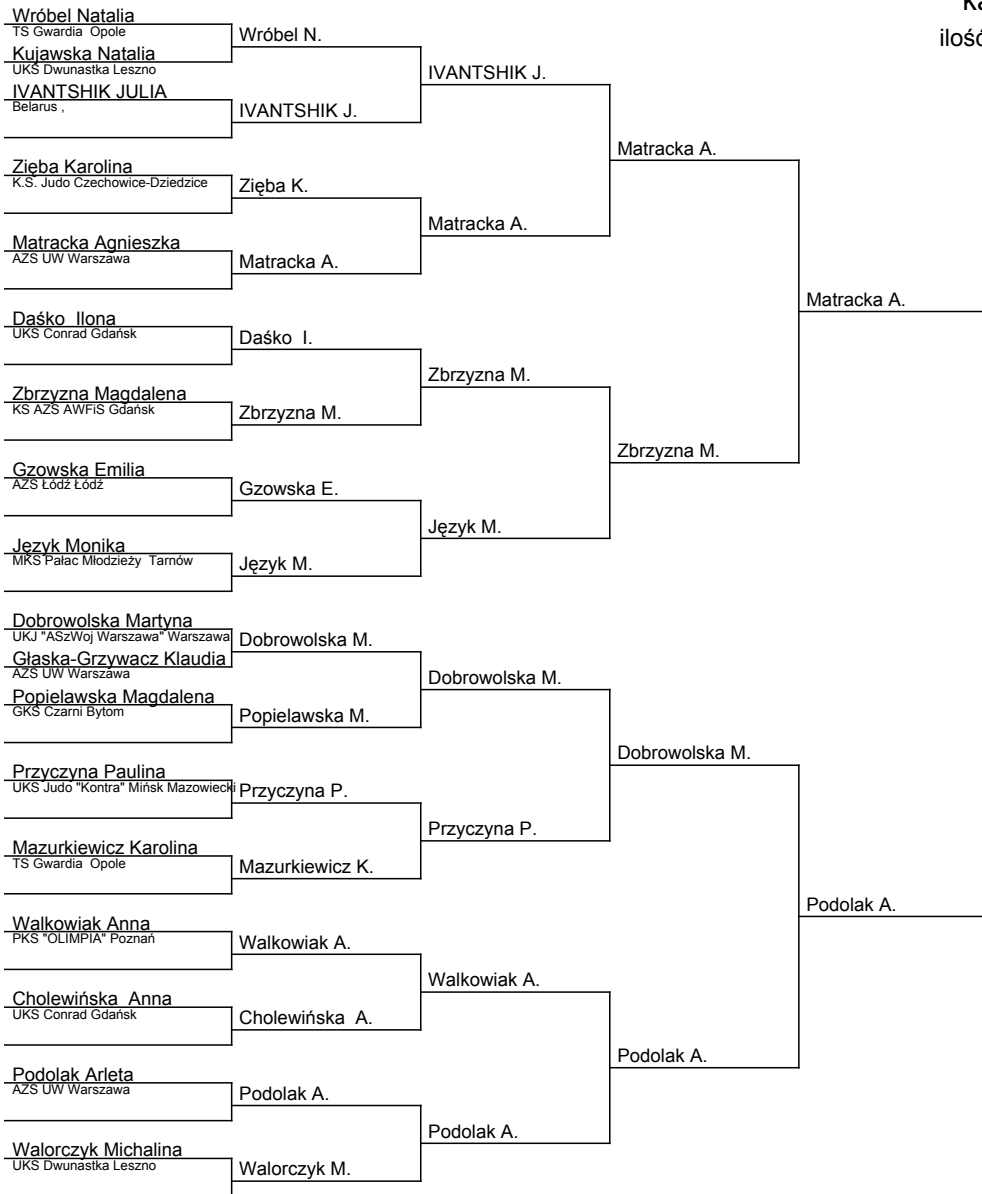 Ka
ilość
Wróbel Natalia
TS Gwardia  Opole
Wróbel N.
Kujawska Natalia
UKS Dwunastka Leszno
IVANTSHIK J.
IVANTSHIK JULIA
Belarus ,
IVANTSHIK J.
Matracka A.
Zięba Karolina
K.S. Judo Czechowice-Dziedzice
Zięba K.
Matracka A.
Matracka Agnieszka
AZS UW Warszawa
Matracka A.
Matracka A.
Daśko  Ilona
UKS Conrad Gdańsk
Daśko  I.
Zbrzyzna M.
Zbrzyzna Magdalena
KS AZS AWFiS Gdańsk
Zbrzyzna M.
Zbrzyzna M.
Gzowska Emilia
AZS Łódź Łódź
Gzowska E.
Język M.
Język Monika
MKS Pałac Młodzieży  Tarnów
Język M.
Dobrowolska Martyna
UKJ "ASzWoj Warszawa" Warszawa
Dobrowolska M.
Głaska-Grzywacz Klaudia
AZS UW Warszawa
Dobrowolska M.
Popielawska Magdalena
GKS Czarni Bytom
Popielawska M.
Dobrowolska M.
Przyczyna Paulina
UKS Judo "Kontra" Mińsk Mazowiecki
Przyczyna P.
Przyczyna P.
Mazurkiewicz Karolina
TS Gwardia  Opole
Mazurkiewicz K.
Podolak A.
Walkowiak Anna
PKS "OLIMPIA" Poznań
Walkowiak A.
Walkowiak A.
Cholewińska  Anna
UKS Conrad Gdańsk
Cholewińska  A.
Podolak A.
Podolak Arleta
AZS UW Warszawa
Podolak A.
Podolak A.
Walorczyk Michalina
UKS Dwunastka Leszno
Walorczyk M.